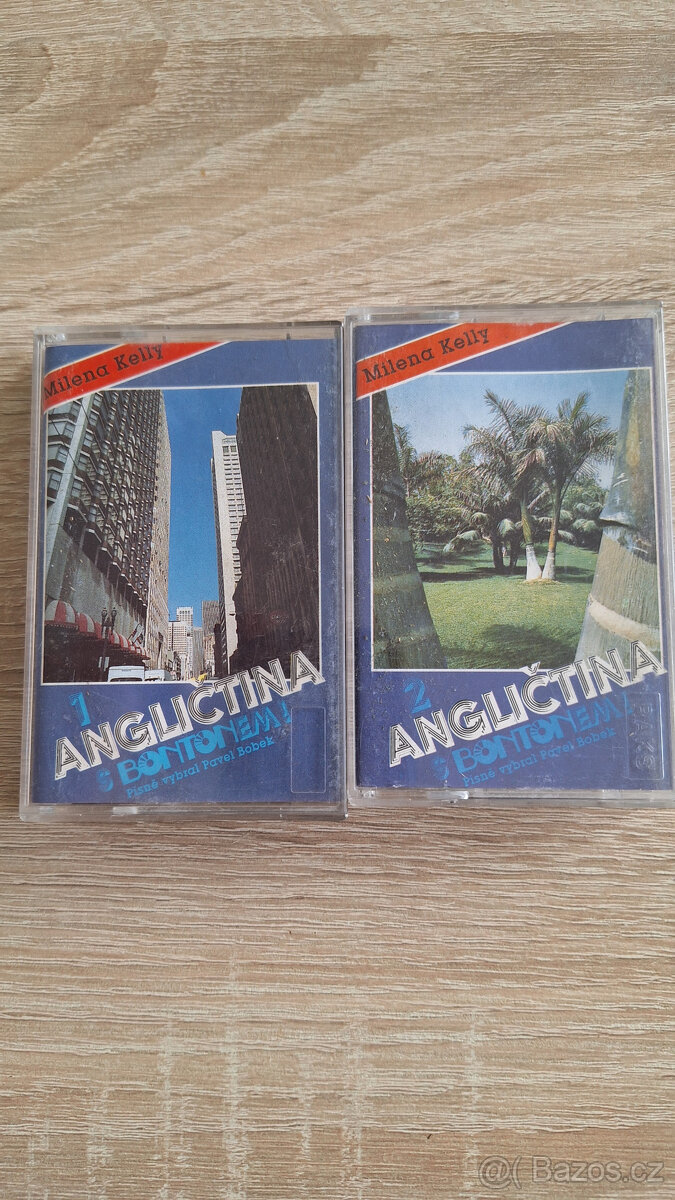 Milena Kelly
1
ANGLIČTINA
S BONTONEM!
Písně vybral Pavel Bobek
Milena Kelly
2
ANGLIČTINA
S BONTONEM!
Písně vybral Pavel Bobek
@( Bazos.cz